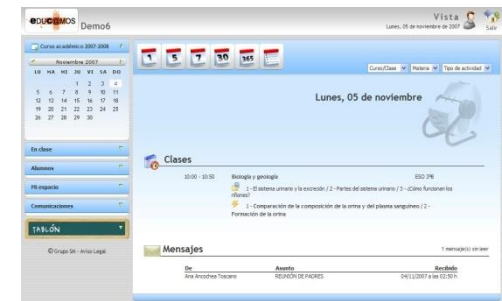 educamos Demo6
Vista
Lunes, 05 de noviembre de 2007
Salir
Curso académico 2007-2008
Noviembre 2007
LU MA MI JU VI SA DO
1 2 3 4
5 6 7 8 9 10 11
12 13 14 15 16 17 18
19 20 21 22 23 24 25
26 27 28 29 30
En clase
Alumnos
Mi espacio
Comunicaciones
TABLÓN
© Grupo SM - Aviso Legal
1 5 7 30 365
Curso/Clase Materia Tipo de actividad
Lunes, 05 de noviembre
Clases
10:00 - 10:50 Biología y geología ESO 3ºB
1 - El sistema urinario y la excreción / 2 - Partes del sistema urinario / 3 - ¿Cómo funcionan los
riñones?
1 - Comparación de la composición de la orina y del plasma sanguíneo / 2 -
Formación de la orina
Mensajes
1 mensaje(s) sin leer
De Asunto Recibido
Ana Ancochea Toscano REUNIÓN DE PADRES 04/11/2007 a las 02:50 h